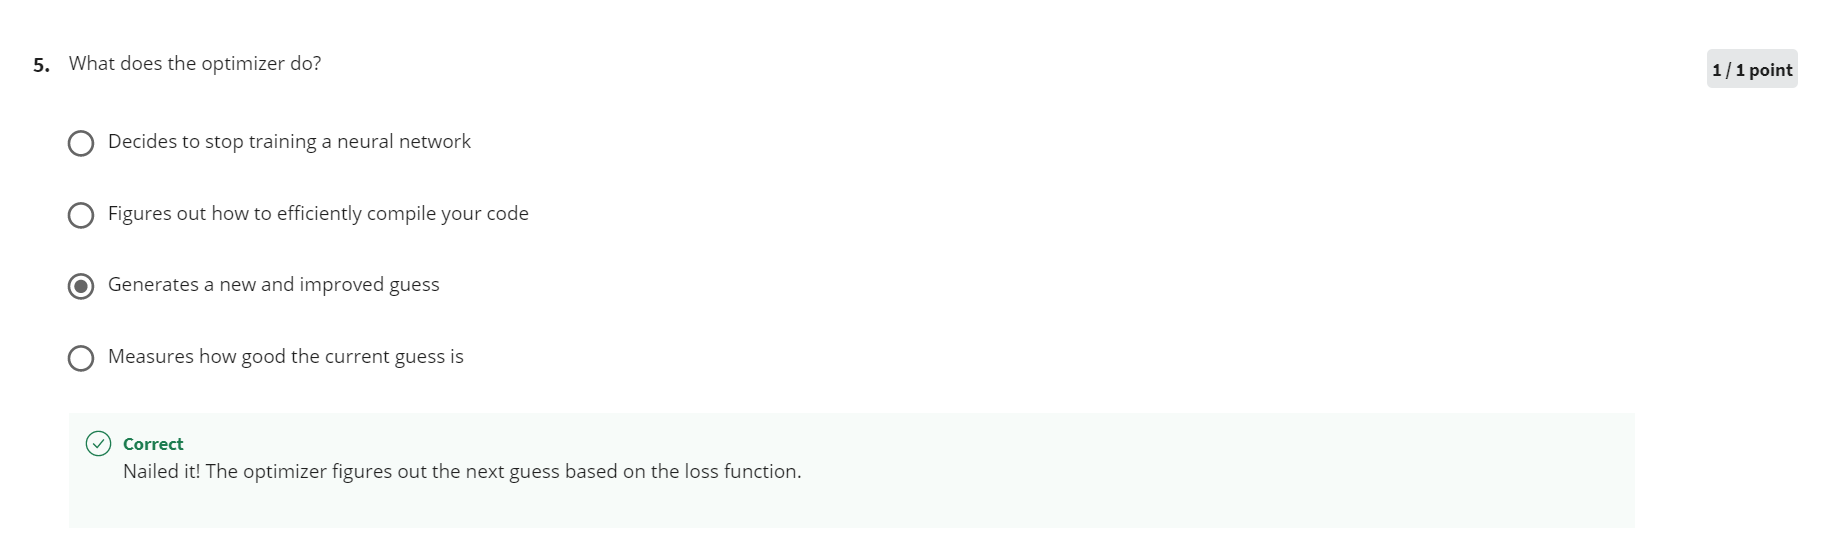 5. What does the optimizer do?
1 / 1 point
Decides to stop training a neural network
Figures out how to efficiently compile your code
Generates a new and improved guess
Measures how good the current guess is
Correct
Nailed it! The optimizer figures out the next guess based on the loss function.